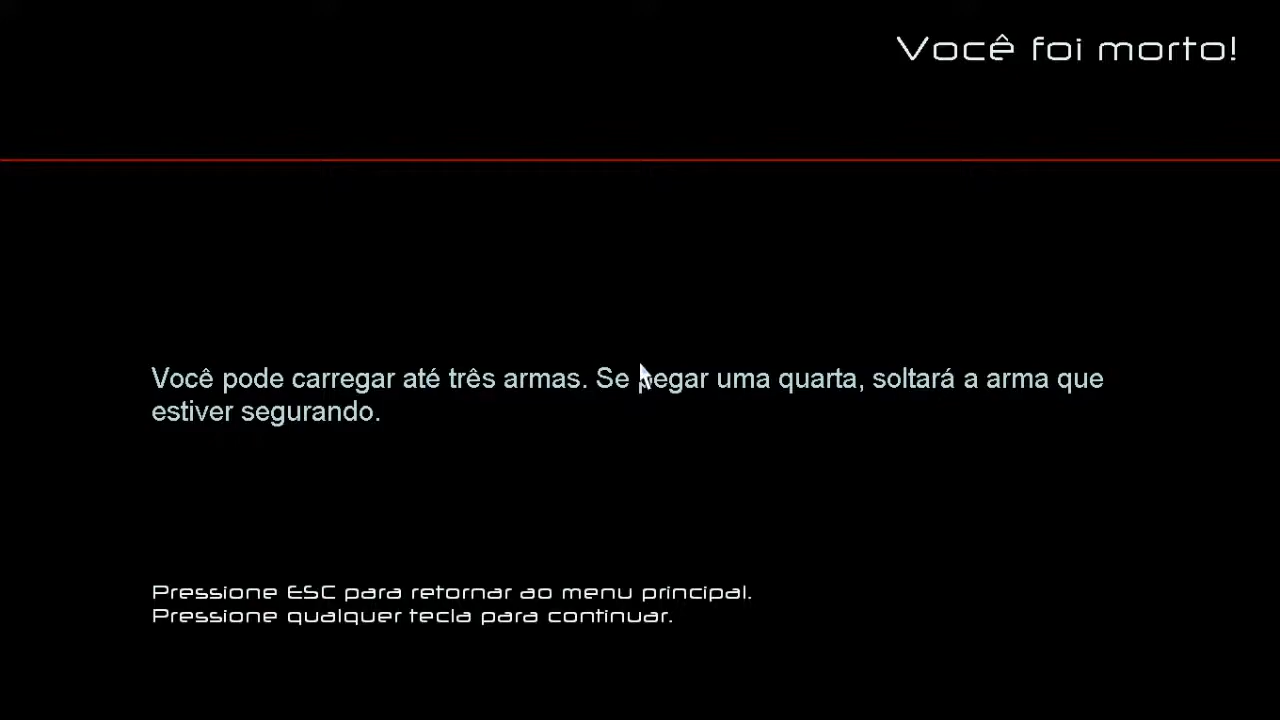 Você foi morto!
Você pode carregar até três armas. Se pegar uma quarta, soltará a arma que
estiver segurando.
Pressione ESC para retornar ao menu principal.
Pressione qualquer tecla para continuar.